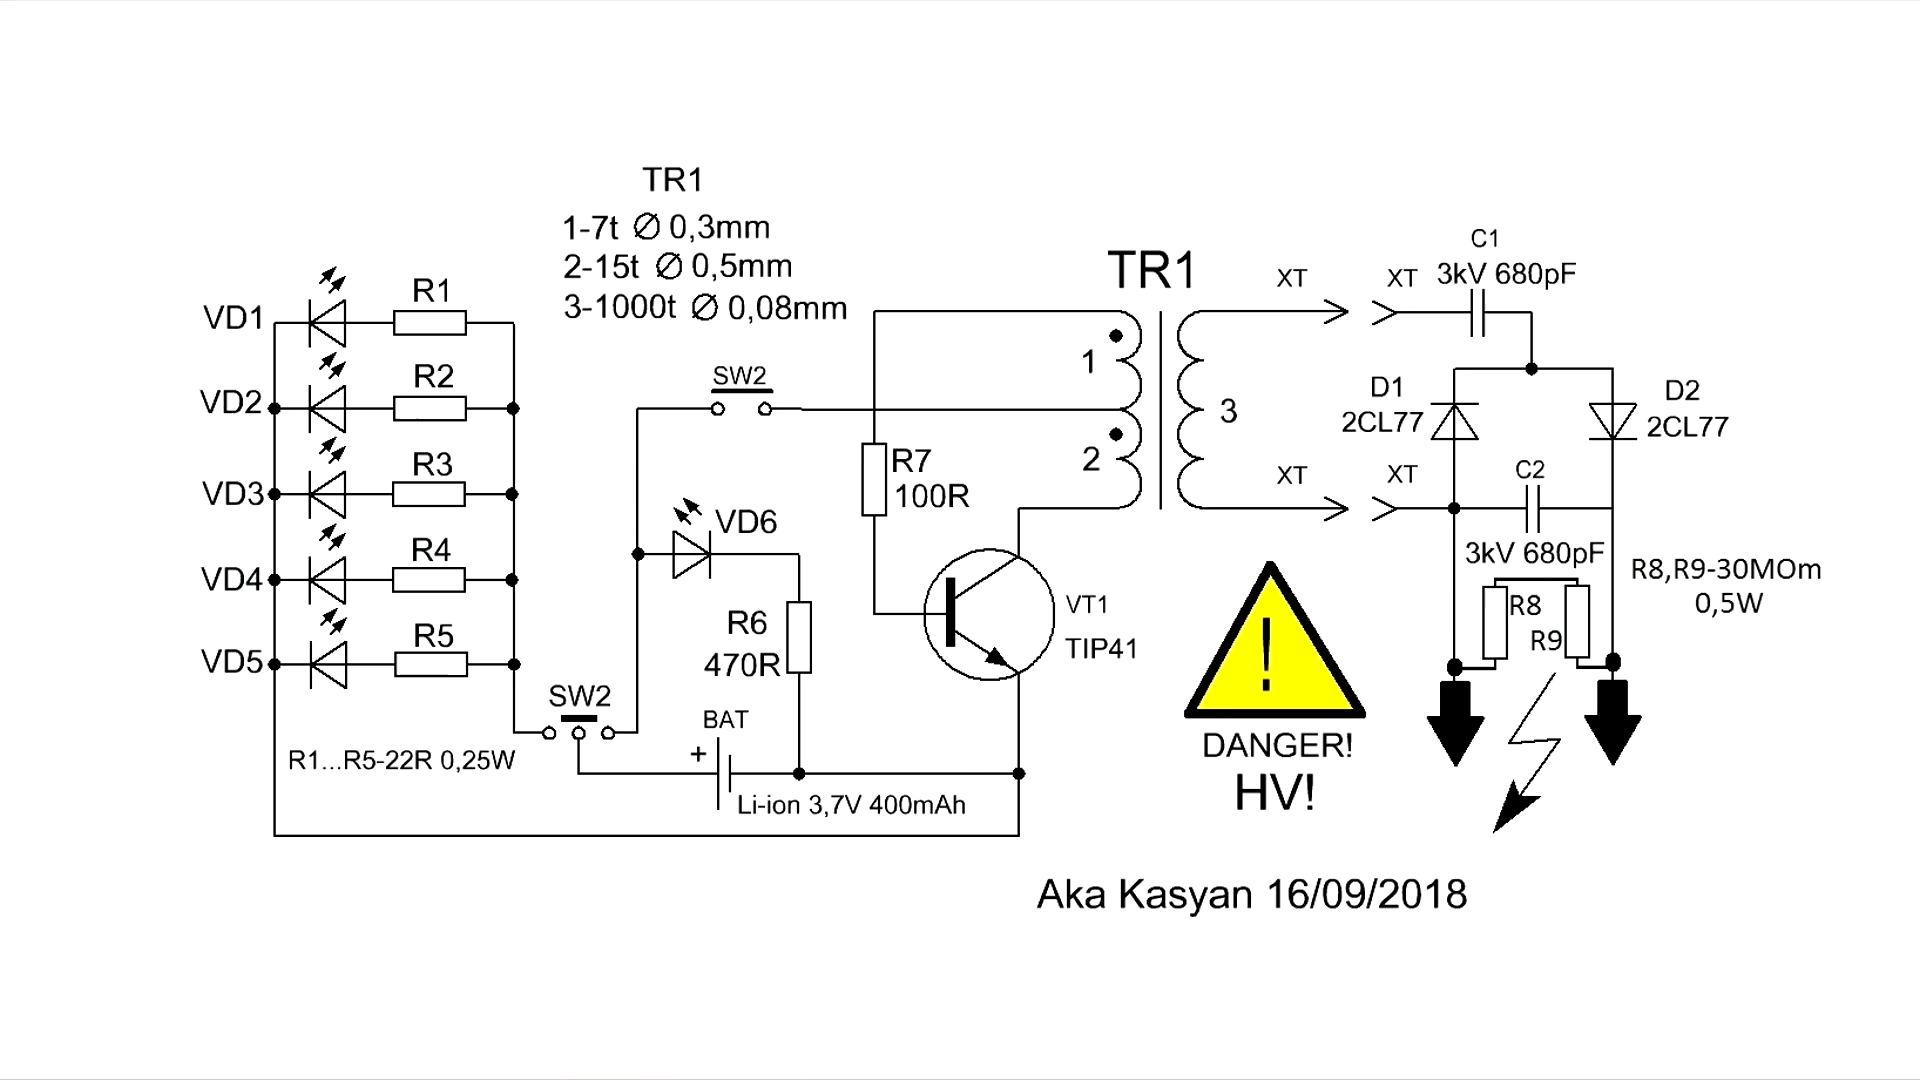 TR1
1-7t ∅ 0,3mm
2-15t ∅ 0,5mm
3-1000t ∅ 0,08mm
VD1
R1
VD2
R2
VD3
R3
VD4
R4
VD5
R5
R1...R5-22R 0,25W
SW2
SW2
VD6
R6
470R
BAT
+
Li-ion 3,7V 400mAh
R7
100R
VT1
TIP41
TR1
1
2
3
XT
XT
XT
XT
C1
3kV 680pF
D1
2CL77
D2
2CL77
C2
3kV 680pF
R8,R9-30MOm
0,5W
R8
R9
!
DANGER!
HV!
Aka Kasyan 16/09/2018